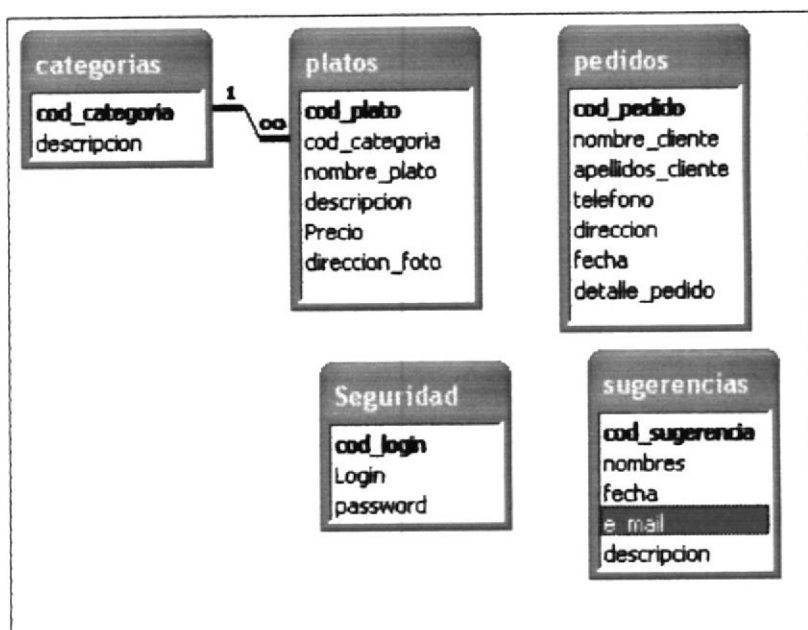 categorias
cod_categoria
descripcion
1
oo
platos
cod_plato
cod_categoria
nombre_plato
descripcion
Precio
direccion_foto
pedidos
cod_pedido
nombre_cliente
apellidos_cliente
telefono
direccion
fecha
detalle_pedido
Seguridad
cod_login
Login
password
sugerencias
cod_sugerencia
nombres
fecha
e_mail
descripcion